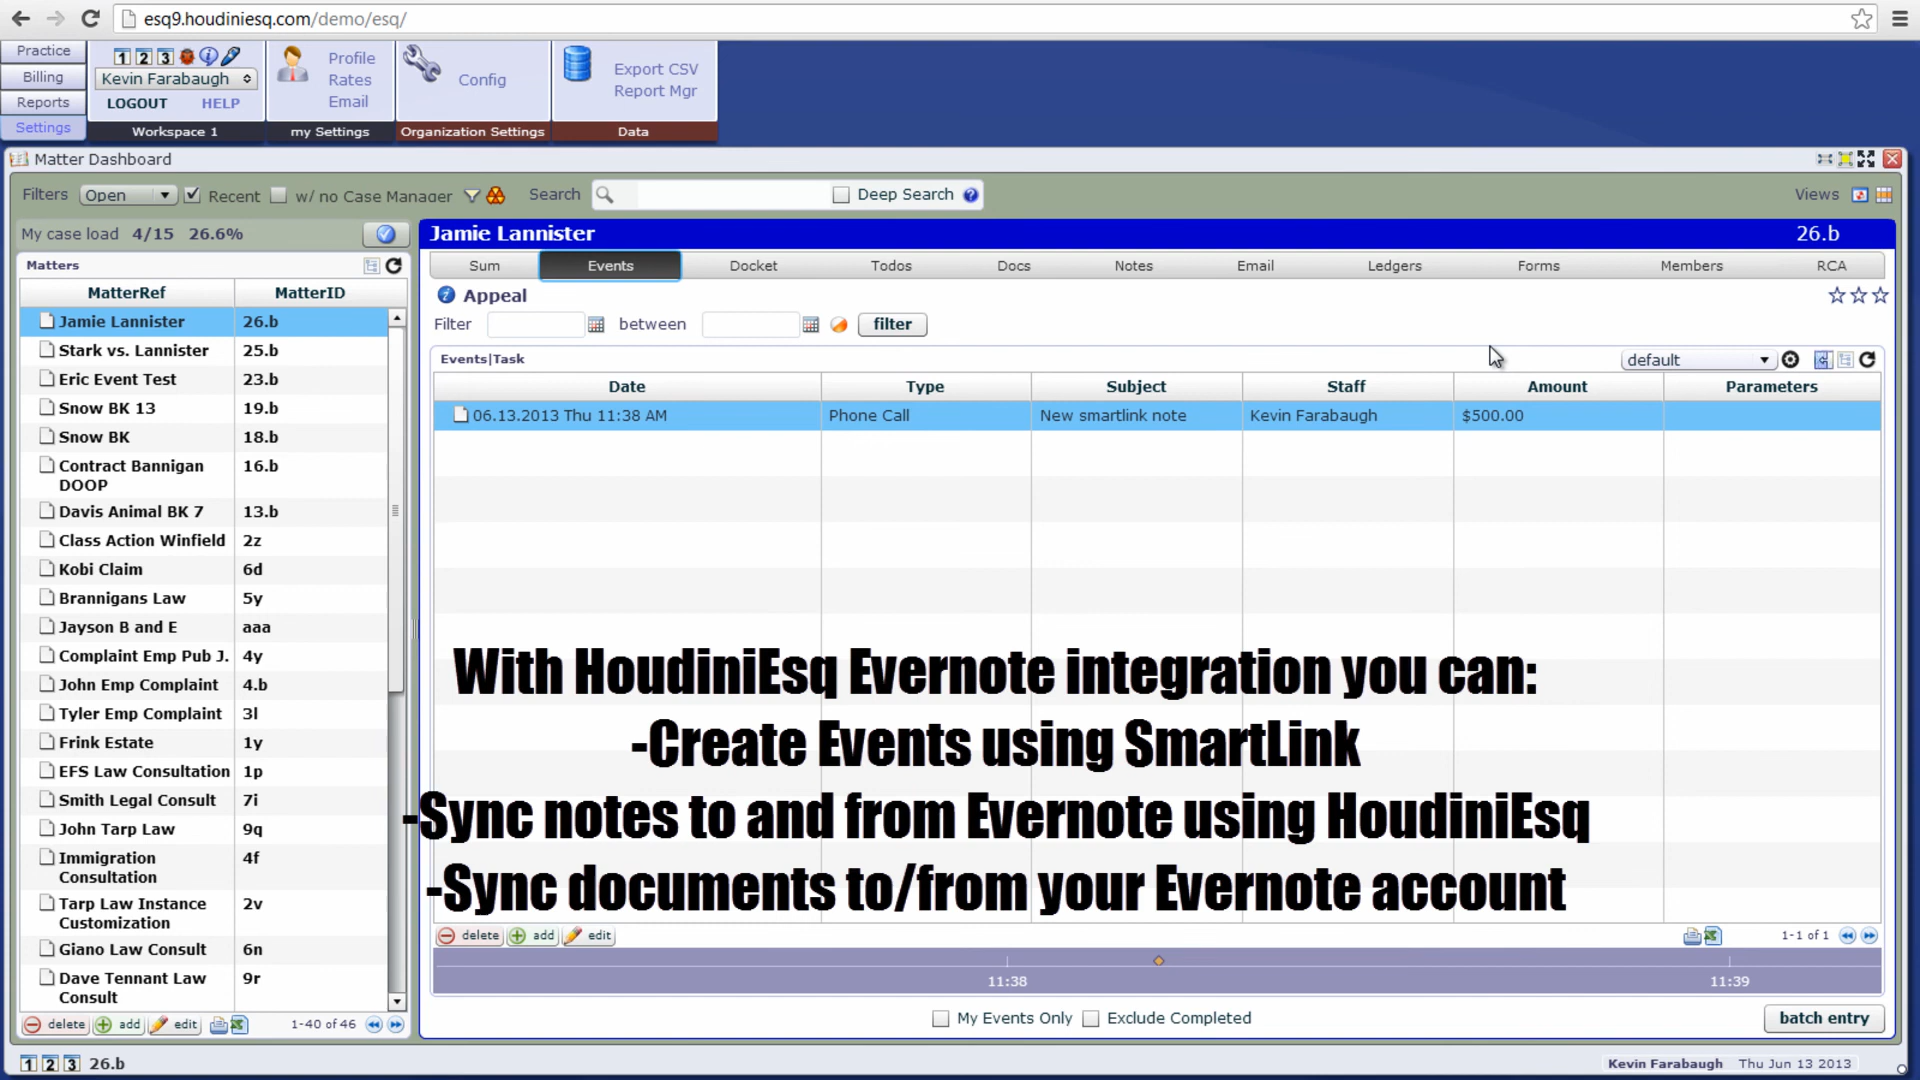 esq9.houdiniesq.com/demo/esq/
Practice
Billing
Reports
Settings
1 2 3
Kevin Farabaugh
LOGOUT HELP
Workspace 1
Profile
Rates
Email
my Settings
Config
Organization Settings
Export CSV
Report Mgr
Data
Matter Dashboard
Filters Open Recent w/ no Case Manager Search Deep Search Views
My case load 4/15 26.6%
Matters
MatterRef MatterID
Jamie Lannister 26.b
Stark vs. Lannister 25.b
Eric Event Test 23.b
Snow BK 13 19.b
Snow BK 18.b
Contract Bannigan 16.b
DOOP
Davis Animal BK 7 13.b
Class Action Winfield 2z
Kobi Claim 6d
Brannigans Law 5y
Jayson B and E aaa
Complaint Emp Pub J. 4y
John Emp Complaint 4.b
Tyler Emp Complaint 3l
Frink Estate 1y
EFS Law Consultation 1p
Smith Legal Consult 7i
John Tarp Law 9q
Immigration 4f
Consultation
Tarp Law Instance 2v
Customization
Giano Law Consult 6n
Dave Tennant Law 9r
Consult
delete add edit 1-40 of 46
Jamie Lannister 26.b
Sum Events Docket Todos Docs Notes Email Ledgers Forms Members RCA
Appeal
Filter between filter
Events|Task default
Date Type Subject Staff Amount Parameters
06.13.2013 Thu 11:38 AM Phone Call New smartlink note Kevin Farabaugh $500.00
With HoudiniEsq Evernote integration you can:
-Create Events using SmartLink
-Sync notes to and from Evernote using HoudiniEsq
-Sync documents to/from your Evernote account
delete add edit 1-1 of 1
11:38 11:39
My Events Only Exclude Completed batch entry
1 2 3 26.b Kevin Farabaugh Thu Jun 13 2013